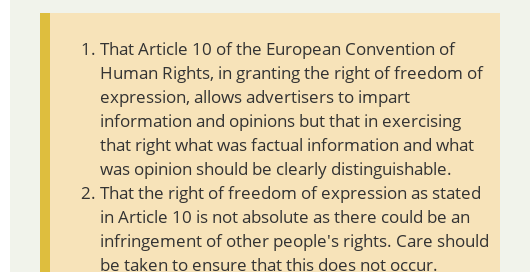 1. That Article 10 of the European Convention of
Human Rights, in granting the right of freedom of
expression, allows advertisers to impart
information and opinions but that in exercising
that right what was factual information and what
was opinion should be clearly distinguishable.
2. That the right of freedom of expression as stated
in Article 10 is not absolute as there could be an
infringement of other people's rights. Care should
be taken to ensure that this does not occur.